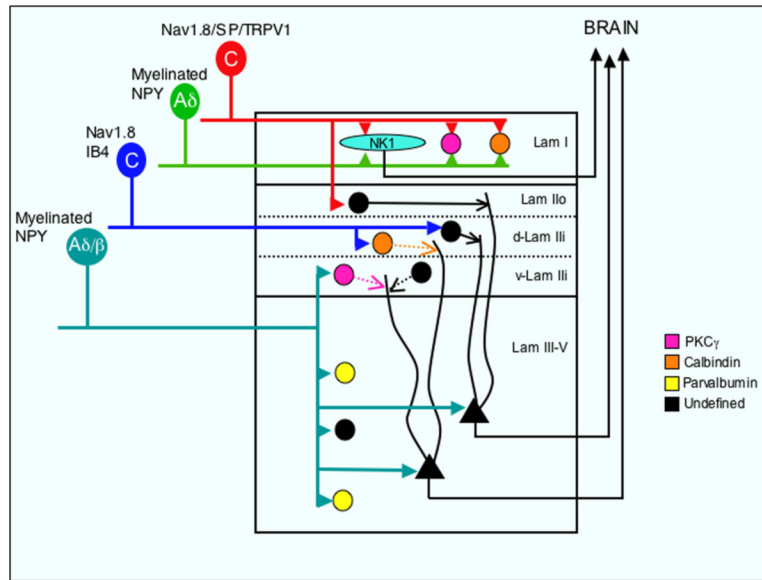 Nav1.8/SP/TRPV1
BRAIN
C
Myelinated
NPY
Aδ
Nav1.8
IB4
C
NK1
Lam I
Lam IIo
Myelinated
NPY
Aδ/β
d-Lam IIi
v-Lam IIi
Lam III-V
PKCγ
Calbindin
Parvalbumin
Undefined